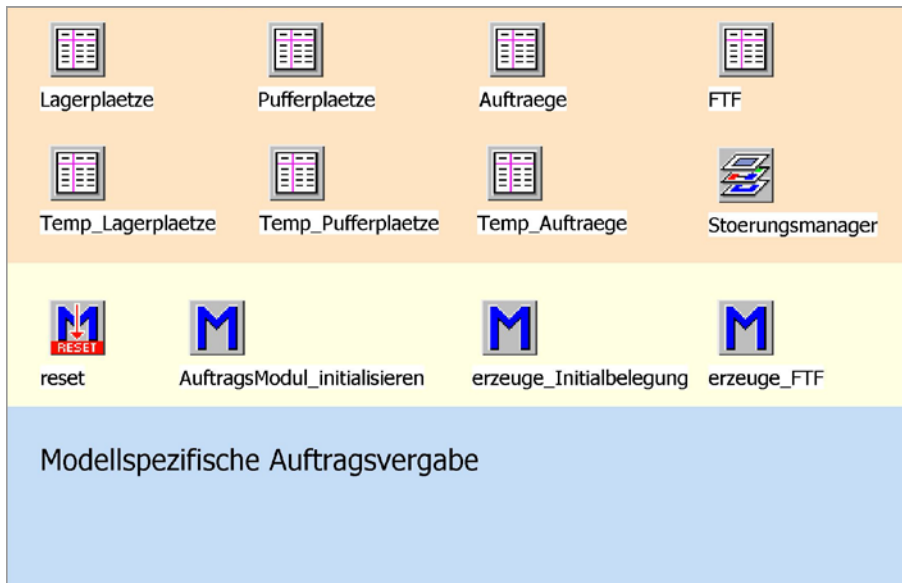 Lagerplaetze
Pufferplaetze
Auftraege
FTF
Temp_Lagerplaetze
Temp_Pufferplaetze
Temp_Auftraege
Stoerungsmanager
M
RESET
M
M
M
reset
AuftragsModul_initialisieren
erzeuge_Initialbelegung
erzeuge_FTF
Modellspezifische Auftragsvergabe